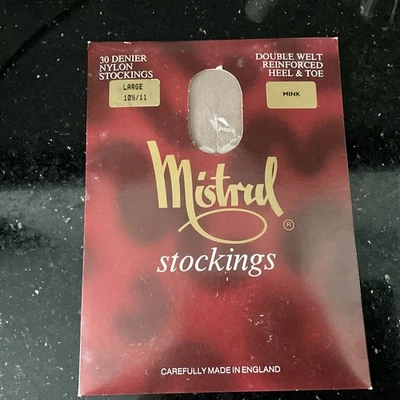 30 DENIER
NYLON
STOCKINGS
LARGE
10½/11
DOUBLE WELT
REINFORCED
HEEL & TOE
MINK
Mistral
®
stockings
CAREFULLY MADE IN ENGLAND